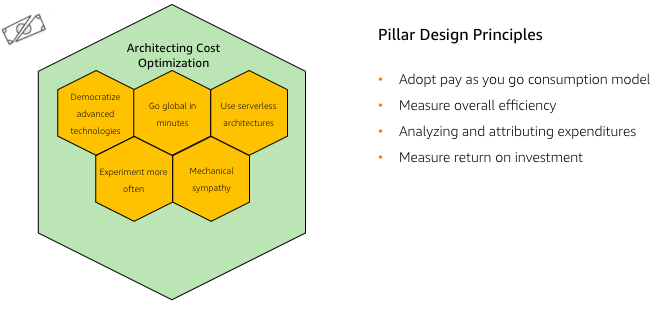 Architecting Cost
Optimization
Democratize
advanced
technologies
Go global in
minutes
Use serverless
architectures
Experiment more
often
Mechanical
sympathy
Pillar Design Principles
• Adopt pay as you go consumption model
• Measure overall efficiency
• Analyzing and attributing expenditures
• Measure return on investment